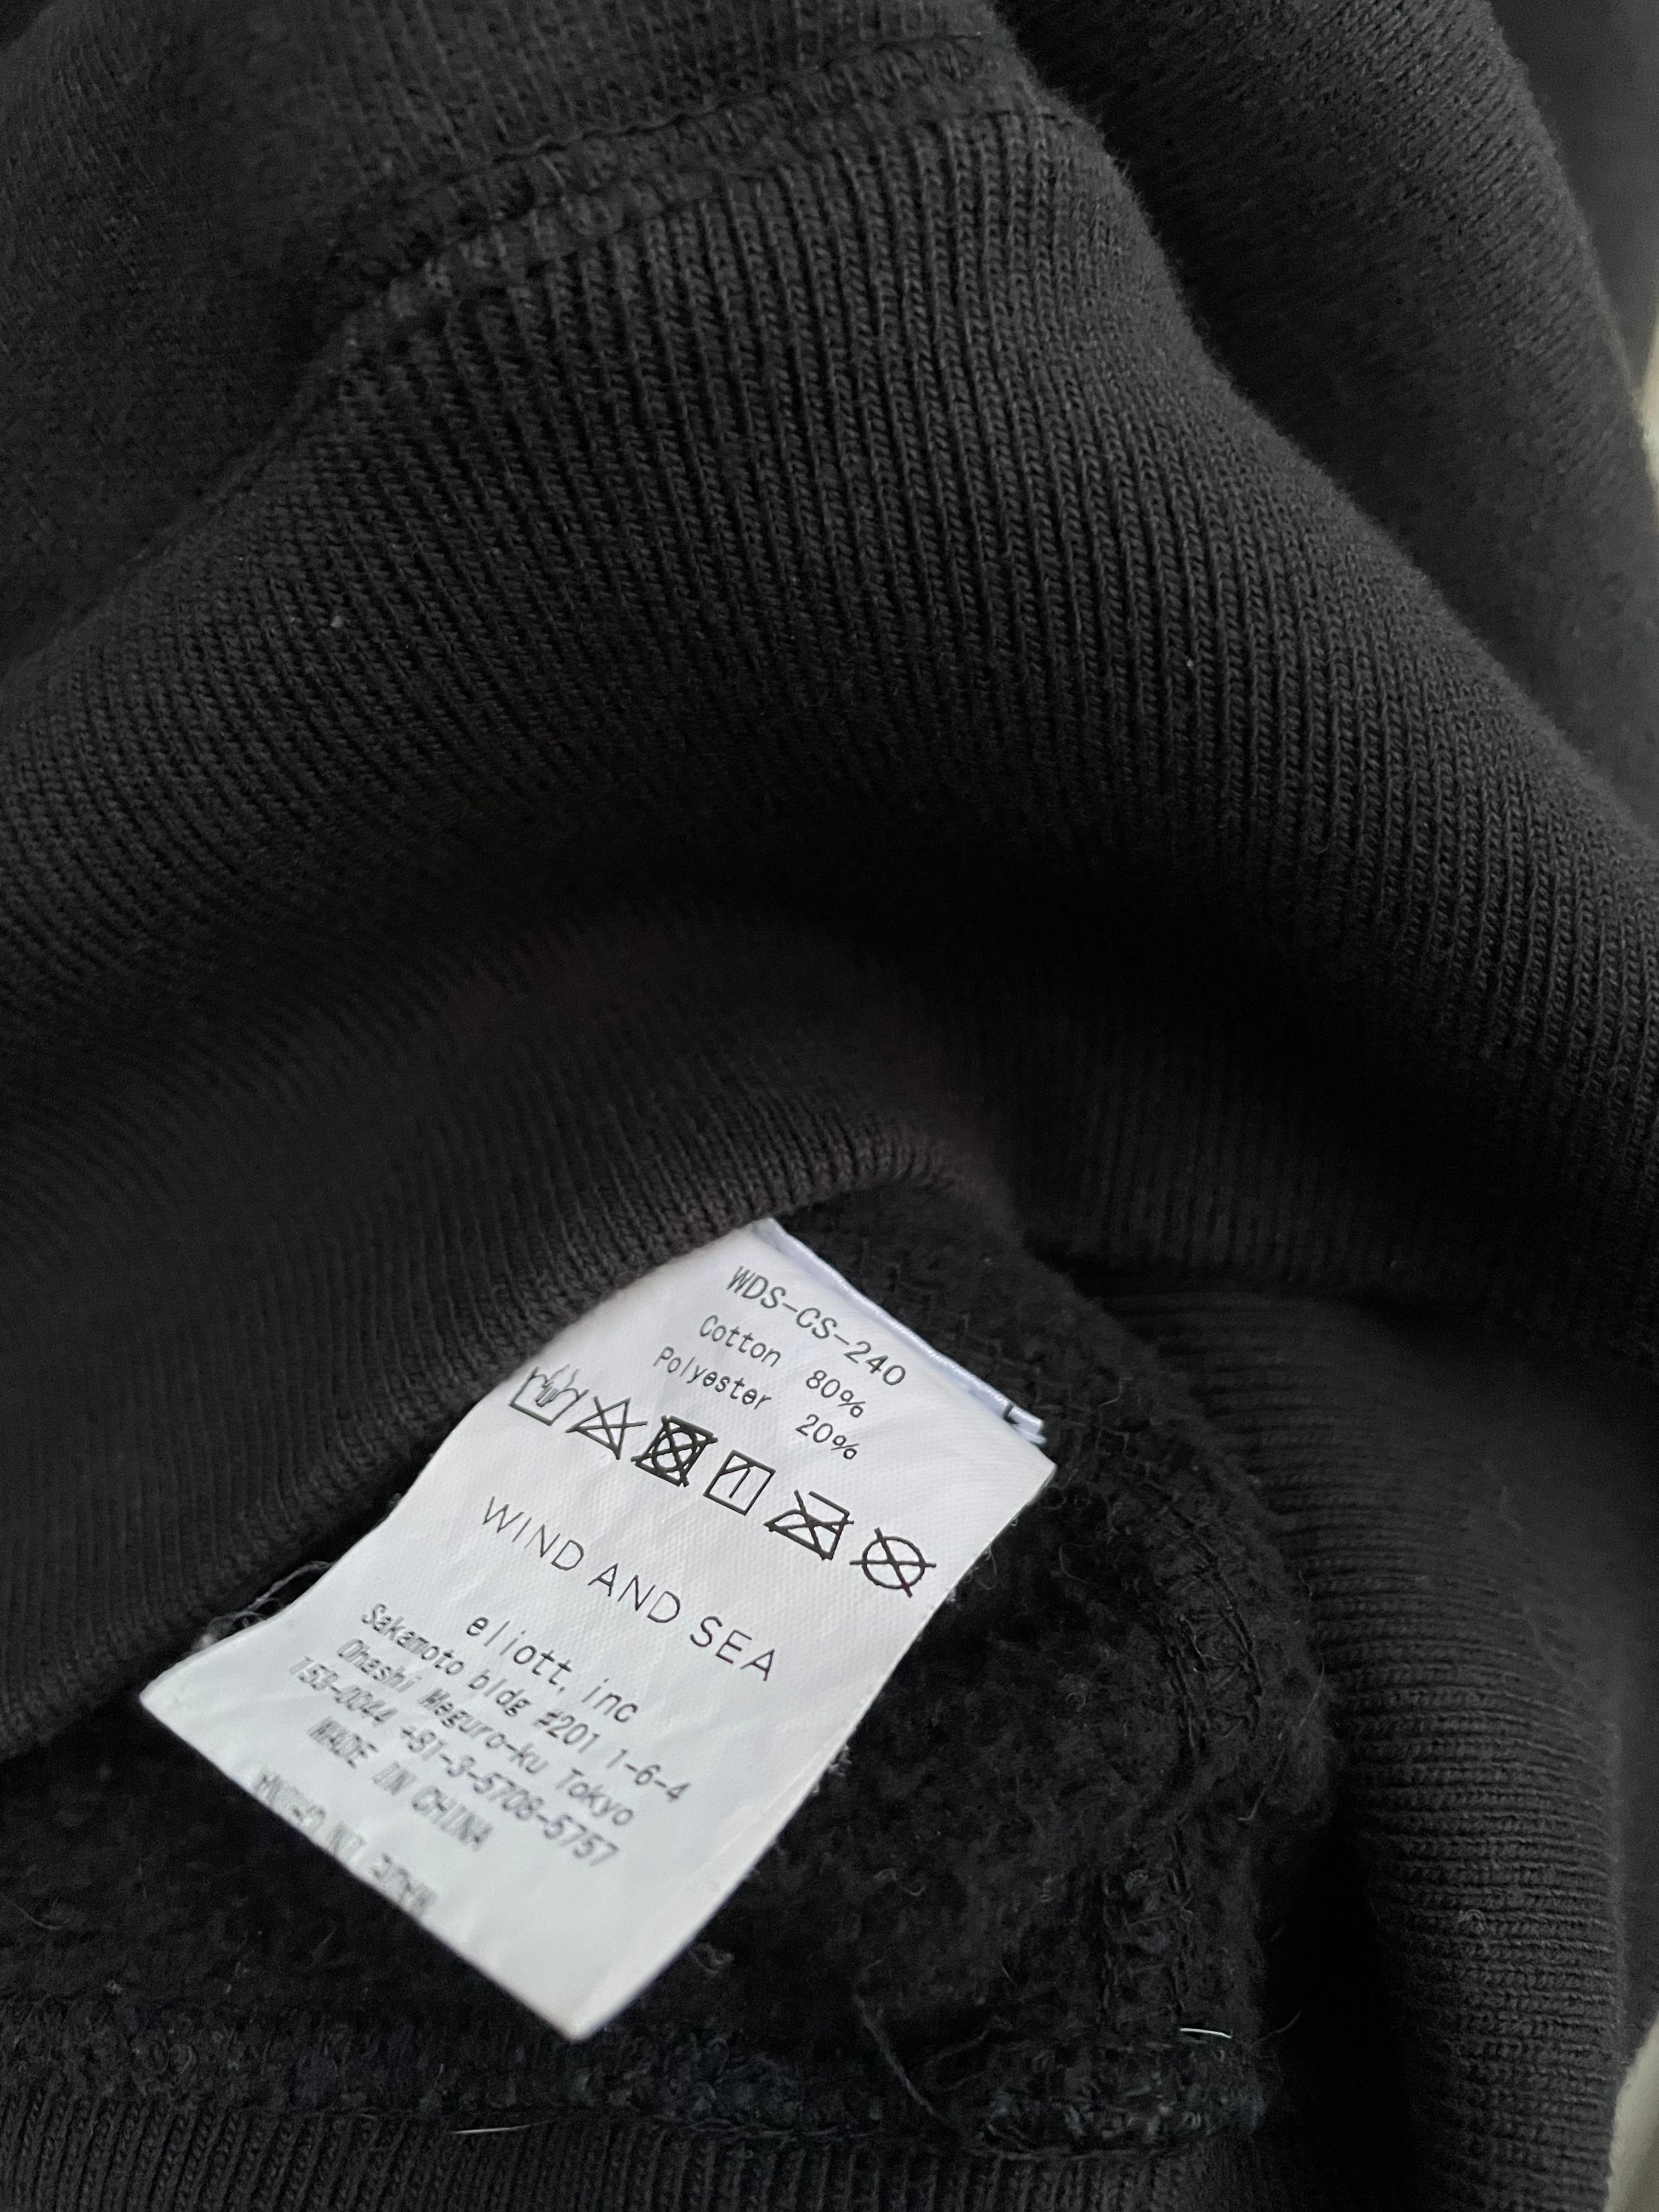 WDS-CS-240
Cotton 80%
Polyester 20%
WIND AND SEA
eliott, inc
Sakamoto bldg #201 1-6-4
Ohashi Meguro-ku Tokyo
153-0044 +81-3-5708-5757
MADE IN CHINA